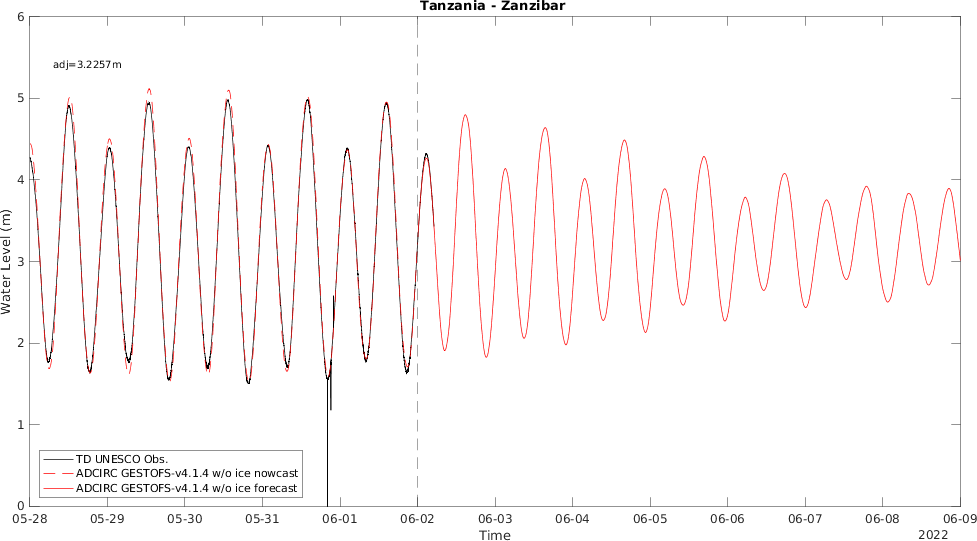 Tanzania - Zanzibar
adj=3.2257m
Water Level (m)
6
5
4
3
2
1
0
TD UNESCO Obs.
ADCIRC GESTOFS-v4.1.4 w/o ice nowcast
ADCIRC GESTOFS-v4.1.4 w/o ice forecast
05-28 05-29 05-30 05-31 06-01 06-02 06-03 06-04 06-05 06-06 06-07 06-08 06-09
Time
2022